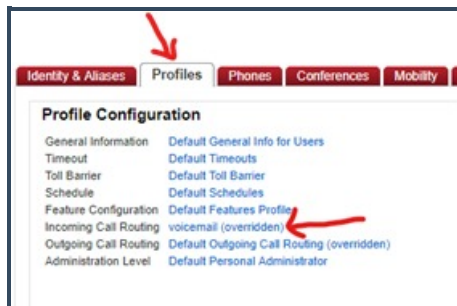 Identity & Aliases Profiles Phones Conferences Mobility
Profile Configuration
General Information Default General Info for Users
Timeout Default Timeouts
Toll Barrier Default Toll Barrier
Schedule Default Schedules
Feature Configuration Default Features Profile
Incoming Call Routing voicemail (overridden)
Outgoing Call Routing Default Outgoing Call Routing (overridden)
Administration Level Default Personal Administrator